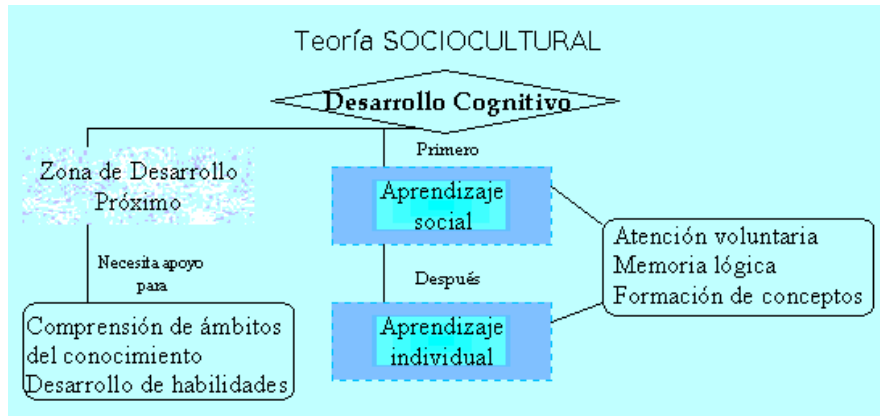 Teoría SOCIOCULTURAL
Desarrollo Cognitivo
Zona de Desarrollo
Próximo
Necesita apoyo
para
Comprensión de ámbitos
del conocimiento
Desarrollo de habilidades
Primero
Aprendizaje
social
Después
Aprendizaje
individual
Atención voluntaria
Memoria lógica
Formación de conceptos